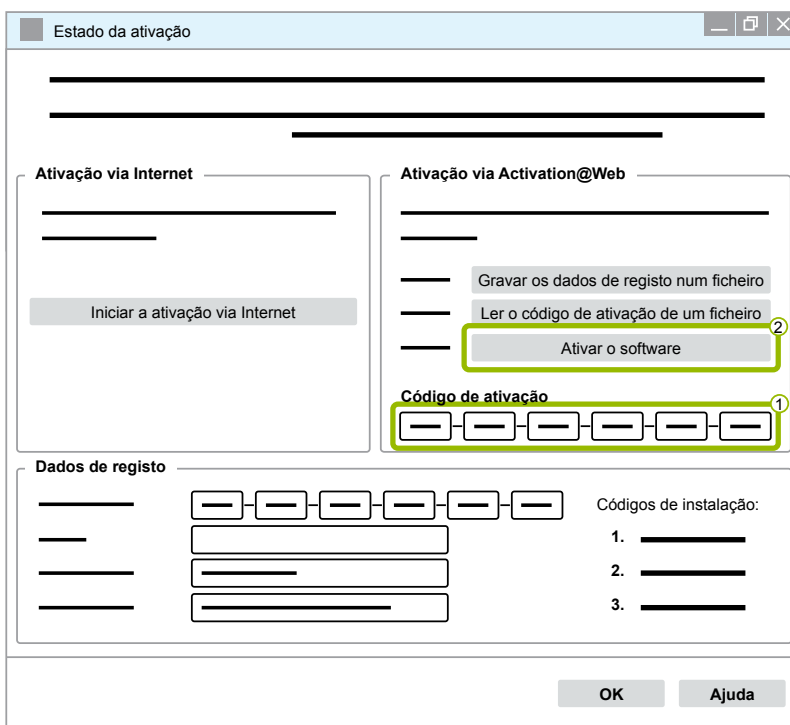 Estado da ativação
Ativação via Internet
Ativação via Activation@Web
Gravar os dados de registo num ficheiro
Iniciar a ativação via Internet
Ler o código de ativação de um ficheiro
2
Ativar o software
Código de ativação
1
Dados de registo
Códigos de instalação:
1.
2.
3.
OK
Ajuda